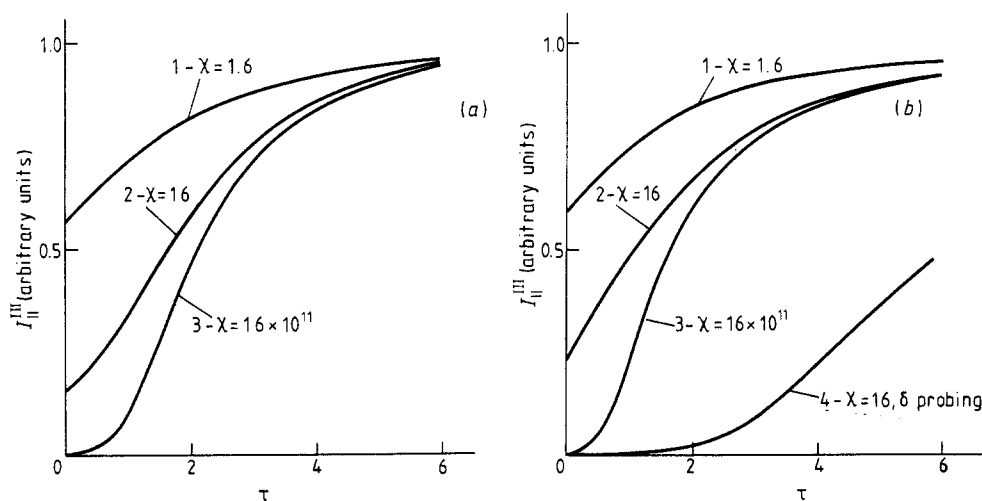 1.0
1-χ=1.6
(a)
2-χ=16
0.5
I_{II}^{III} (arbitrary units)
3-χ=16×10^{11}
0
2
4
6
τ
1.0
1-χ=1.6
(b)
2-χ=16
0.5
I_{II}^{III} (arbitrary units)
3-χ=16×10^{11}
4-χ=16, δ probing
0
2
4
6
τ